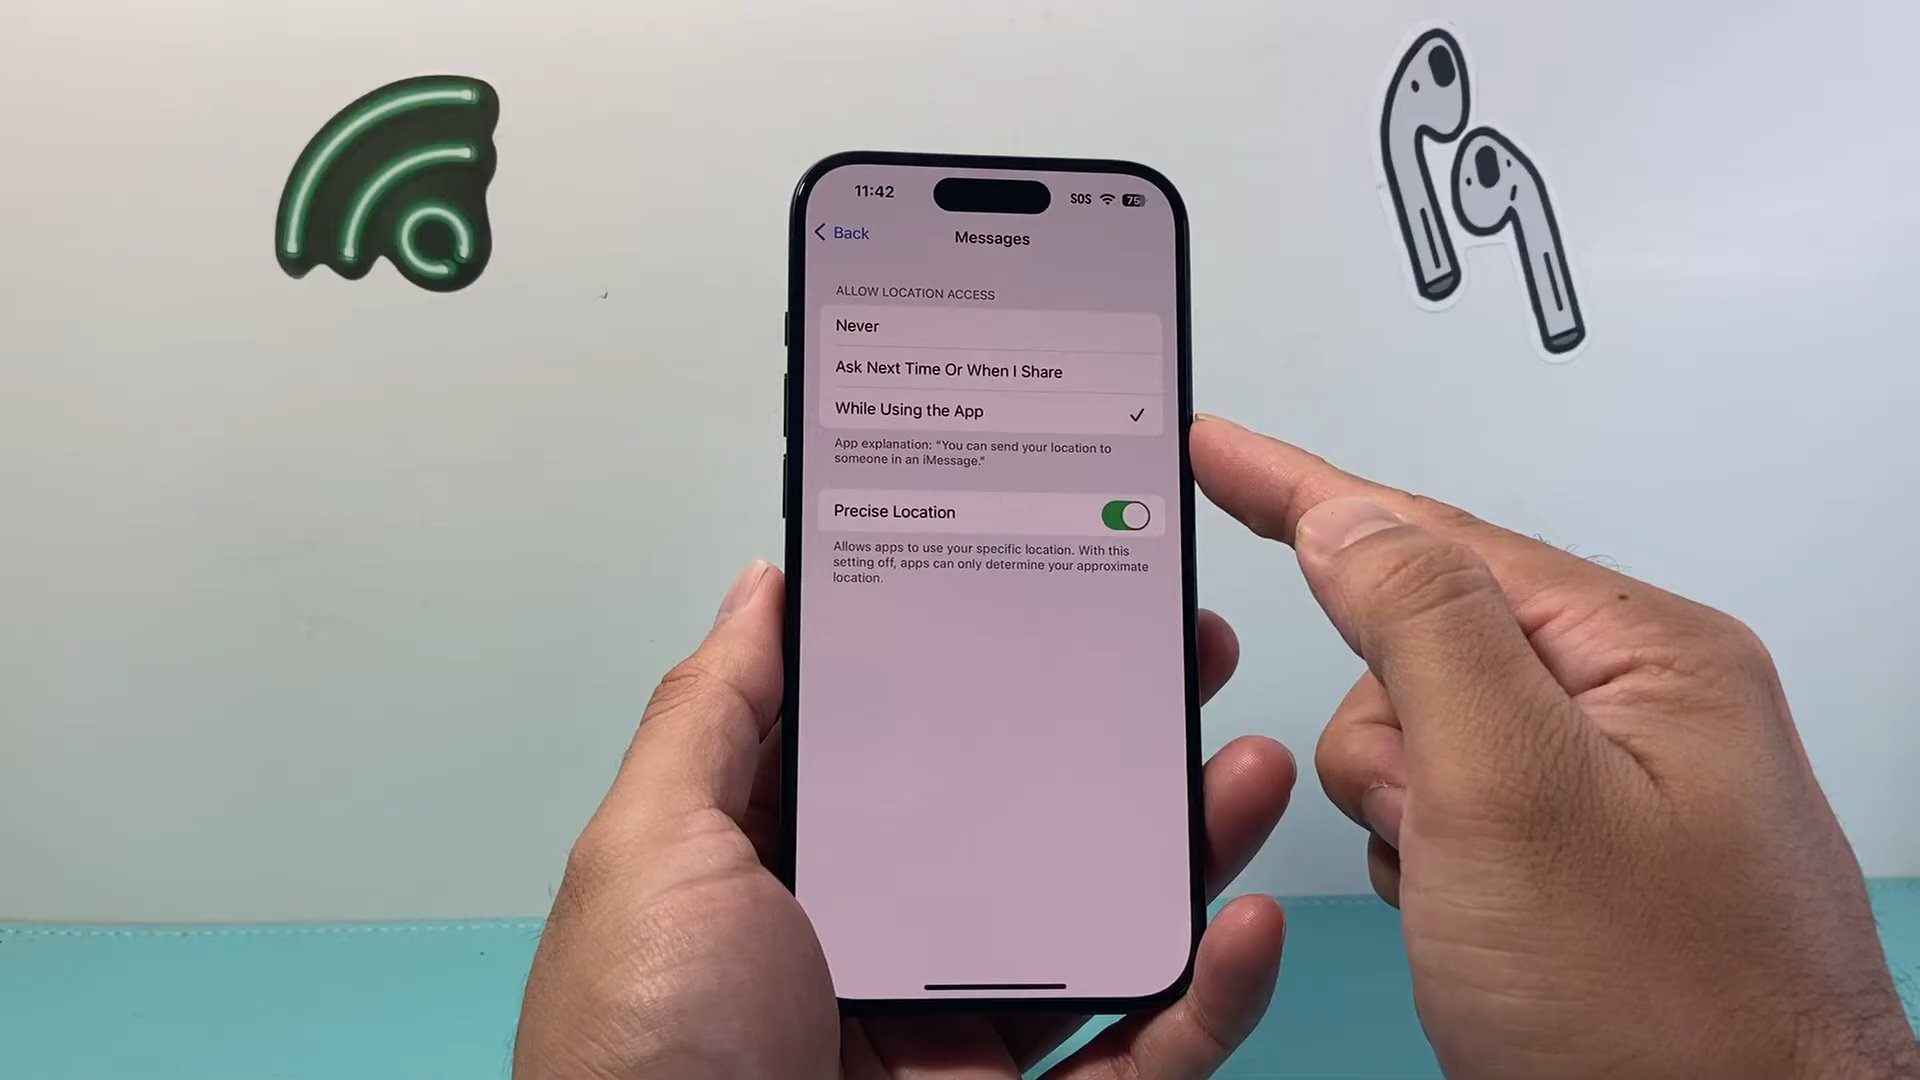 11:42
SOS
75
Back
Messages
ALLOW LOCATION ACCESS
Never
Ask Next Time Or When I Share
While Using the App
App explanation: “You can send your location to
someone in an iMessage.”
Precise Location
Allows apps to use your specific location. With this
setting off, apps can only determine your approximate
location.